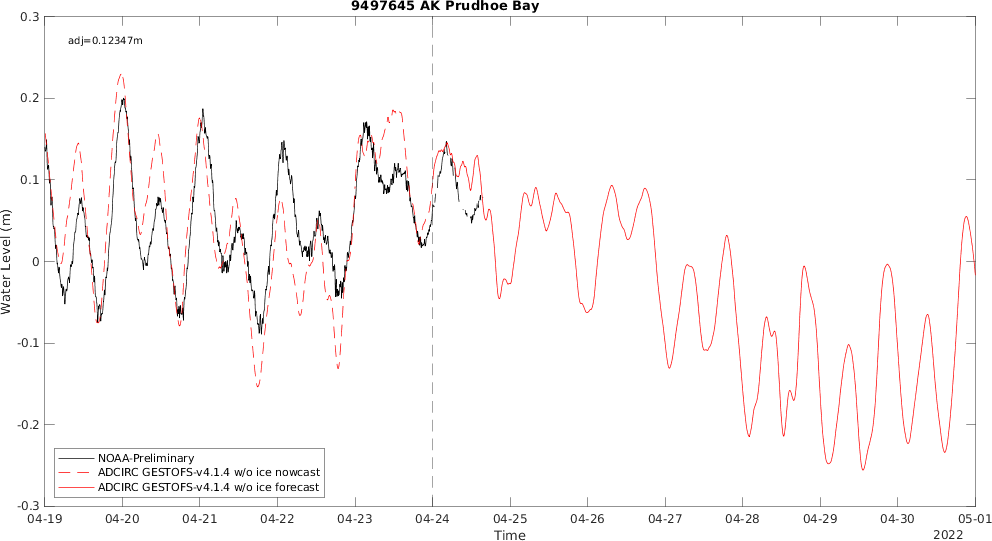 9497645 AK Prudhoe Bay
adj=0.12347m
Water Level (m)
0.3
0.2
0.1
0
-0.1
-0.2
-0.3
NOAA-Preliminary
ADCIRC GESTOFS-v4.1.4 w/o ice nowcast
ADCIRC GESTOFS-v4.1.4 w/o ice forecast
04-19 04-20 04-21 04-22 04-23 04-24 04-25 04-26 04-27 04-28 04-29 04-30 05-01
Time
2022